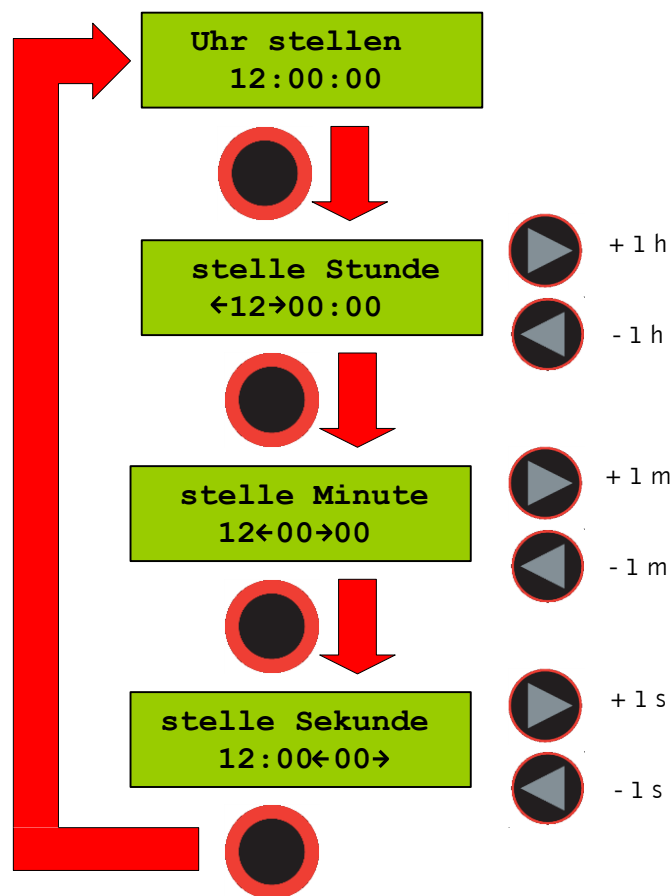 Uhr stellen
12:00:00
stelle Stunde
←12→00:00
+ 1 h
- 1 h
stelle Minute
12←00→00
+ 1 m
- 1 m
stelle Sekunde
12:00←00→
+ 1 s
- 1 s